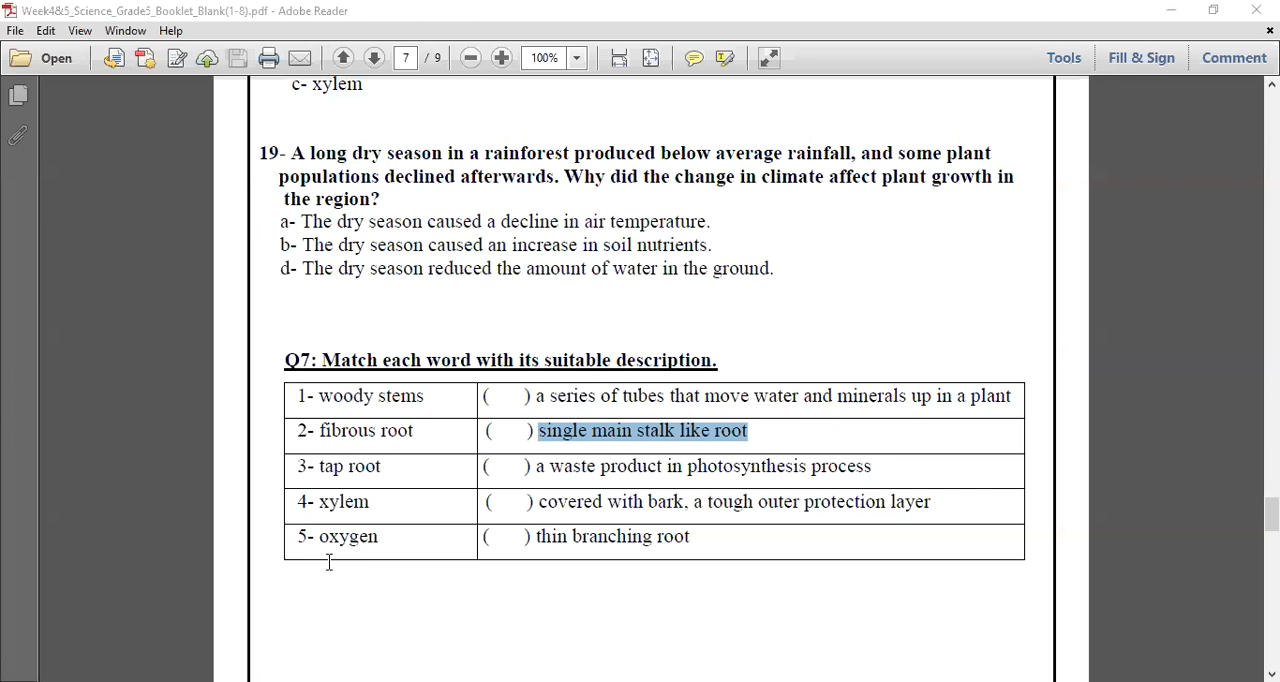 Week4&5_Science_Grade5_Booklet_Blank(1-8).pdf - Adobe Reader
File Edit View Window Help
Open 7 / 9 100% Tools Fill & Sign Comment
c- xylem
19- A long dry season in a rainforest produced below average rainfall, and some plant
populations declined afterwards. Why did the change in climate affect plant growth in
the region?
a- The dry season caused a decline in air temperature.
b- The dry season caused an increase in soil nutrients.
d- The dry season reduced the amount of water in the ground.
Q7: Match each word with its suitable description.
1- woody stems ( ) a series of tubes that move water and minerals up in a plant
2- fibrous root ( ) single main stalk like root
3- tap root ( ) a waste product in photosynthesis process
4- xylem ( ) covered with bark, a tough outer protection layer
5- oxygen ( ) thin branching root